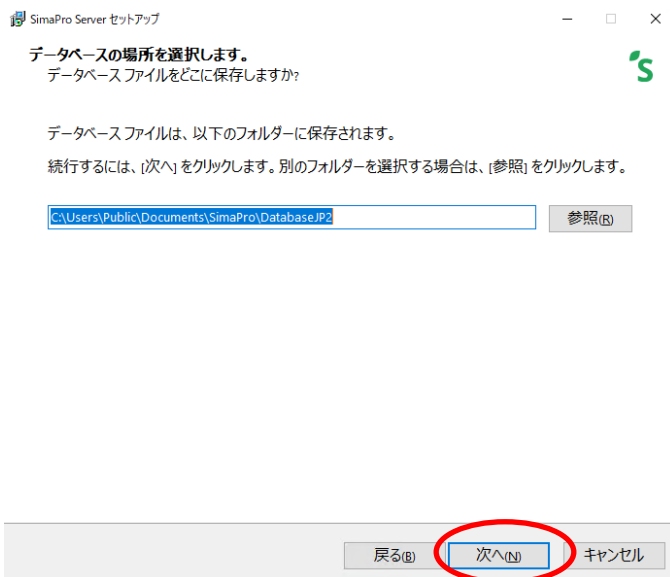 SimaPro Server セットアップ
データベースの場所を選択します。
データベース ファイルをどこに保存しますか?
S
データベース ファイルは、以下のフォルダーに保存されます。
続行するには、[次へ] をクリックします。別のフォルダーを選択する場合は、[参照] をクリックします。
C:\Users\Public\Documents\SimaPro\DatabaseJP2
参照(R)
戻る(B)
次へ(N)
キャンセル